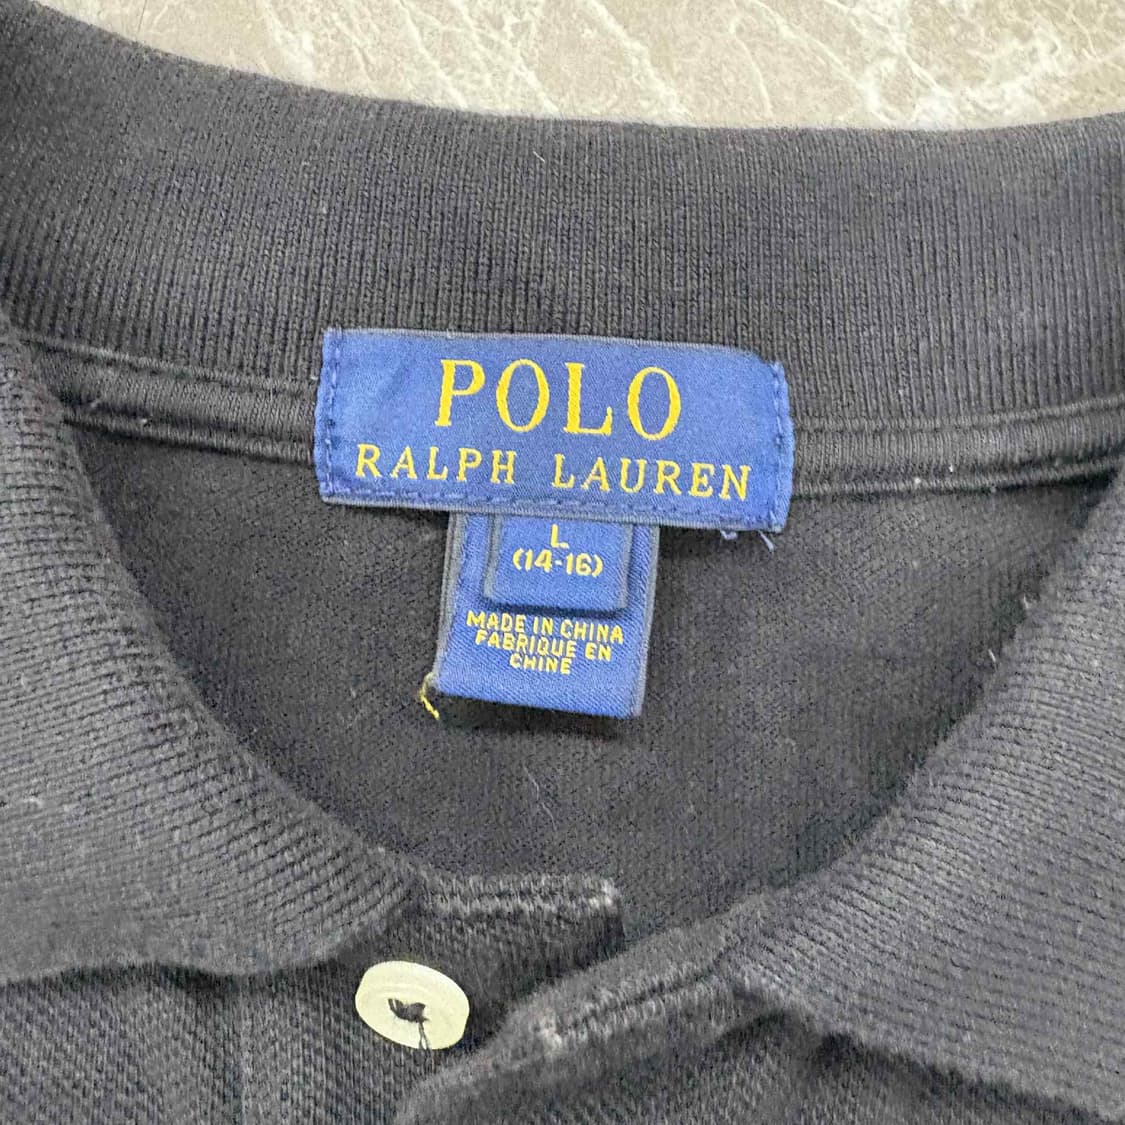 POLO
RALPH LAUREN
L
(14-16)
MADE IN CHINA
FABRIQUE EN
CHINE